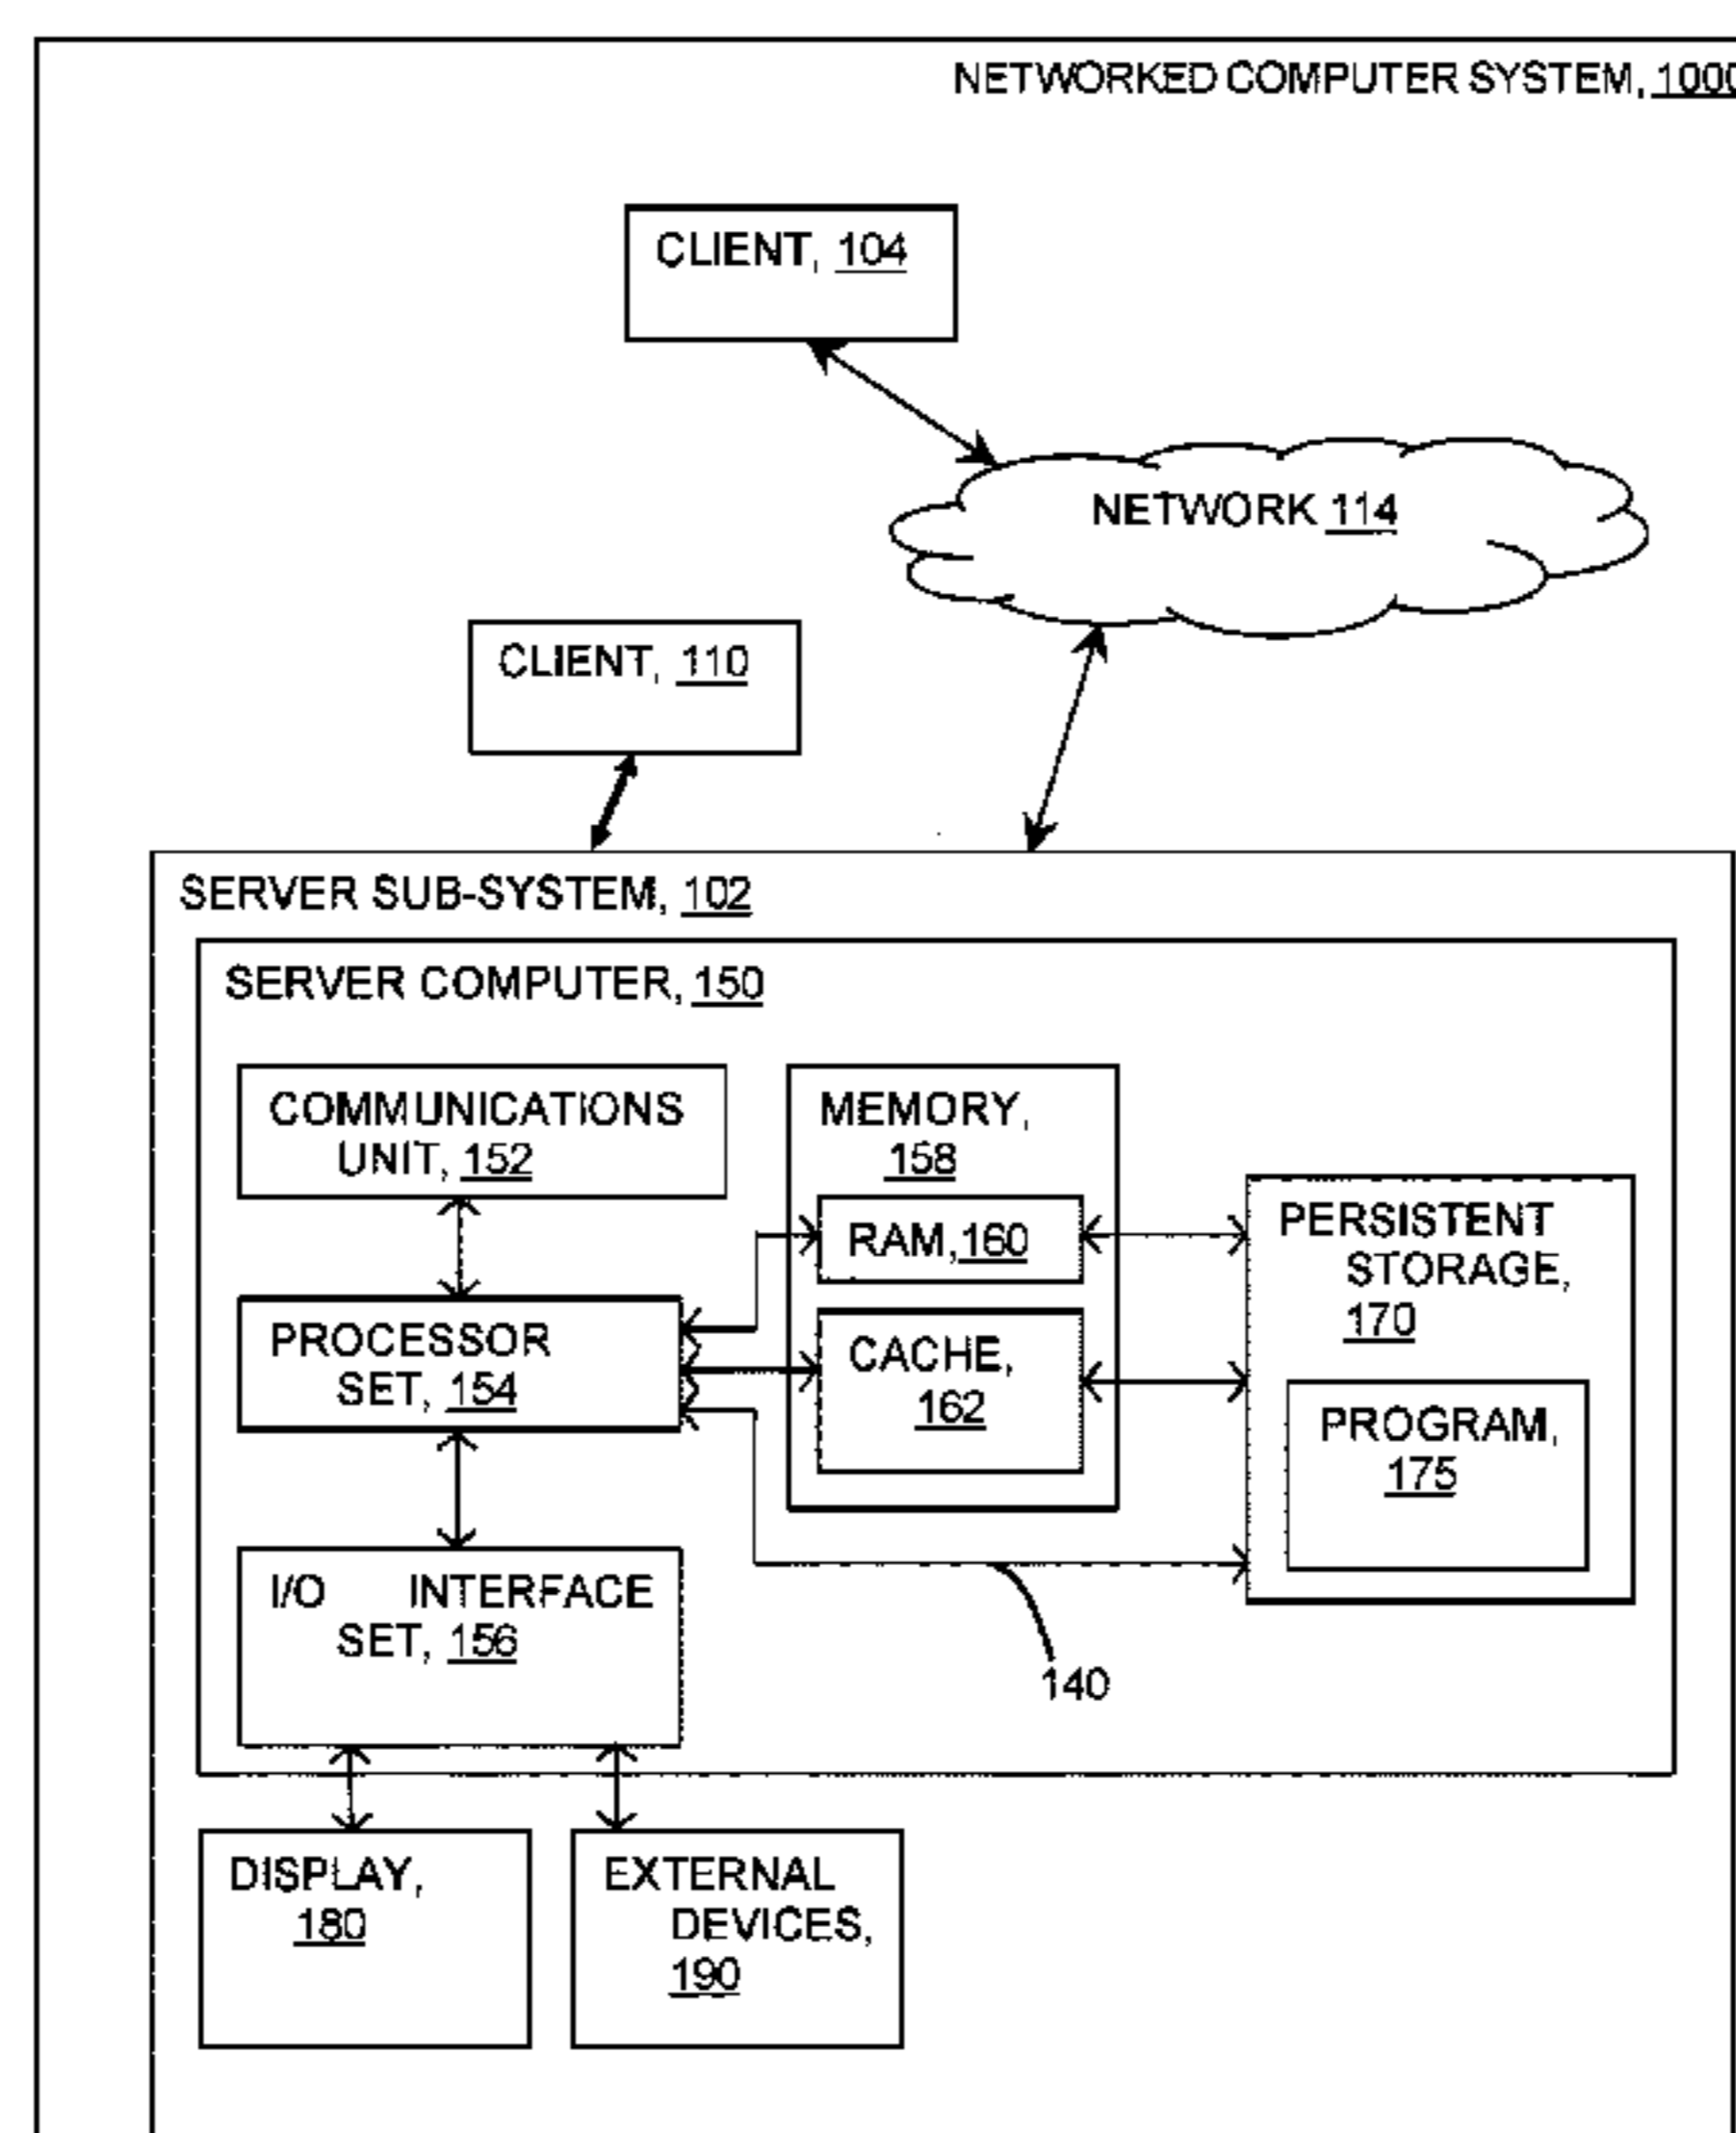 NETWORKED COMPUTER SYSTEM, 1000
CLIENT, 104
NETWORK 114
CLIENT, 110
SERVER SUB-SYSTEM, 102
SERVER COMPUTER, 150
COMMUNICATIONS
UNIT, 152
MEMORY,
158
RAM, 160
PERSISTENT
STORAGE,
170
PROCESSOR
SET, 154
CACHE,
162
PROGRAM,
175
I/O INTERFACE
SET, 156
140
DISPLAY,
180
EXTERNAL
DEVICES,
190